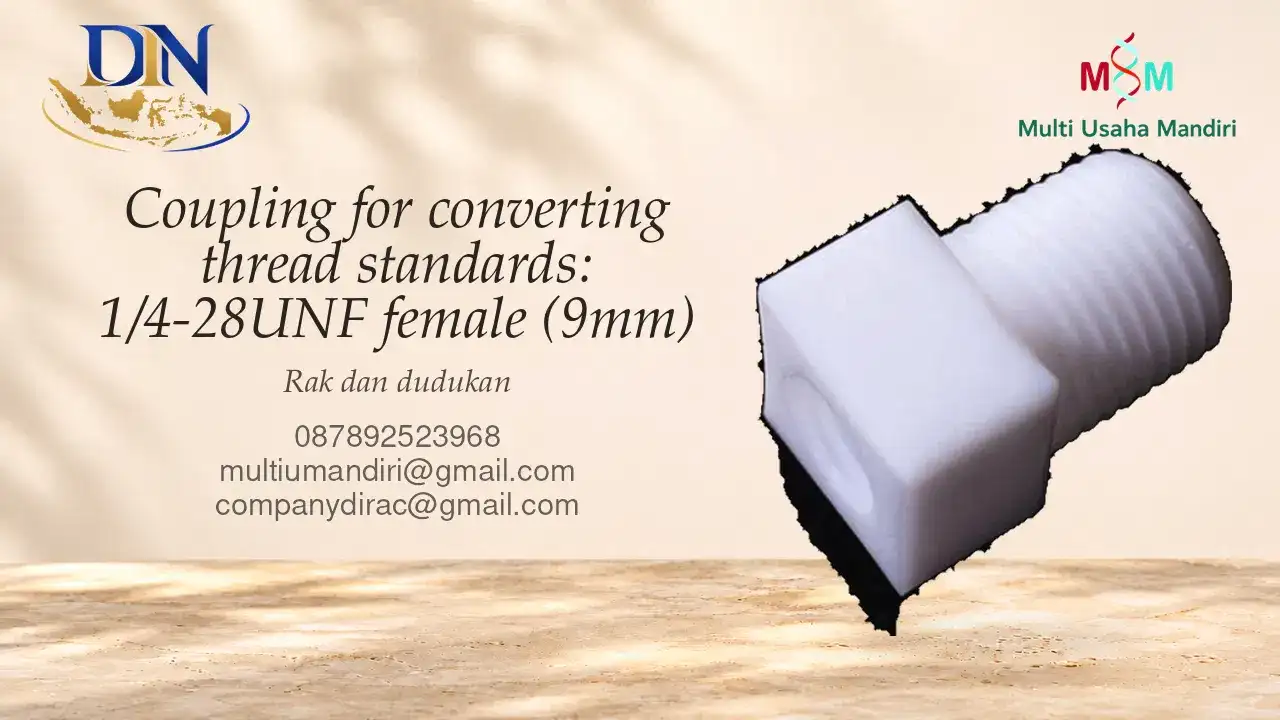 DIN
MSM
Multi Usaha Mandiri
Coupling for converting
thread standards:
1/4-28UNF female (9mm)
Rak dan dudukan
087892523968
multiumandiri@gmail.com
companydirac@gmail.com